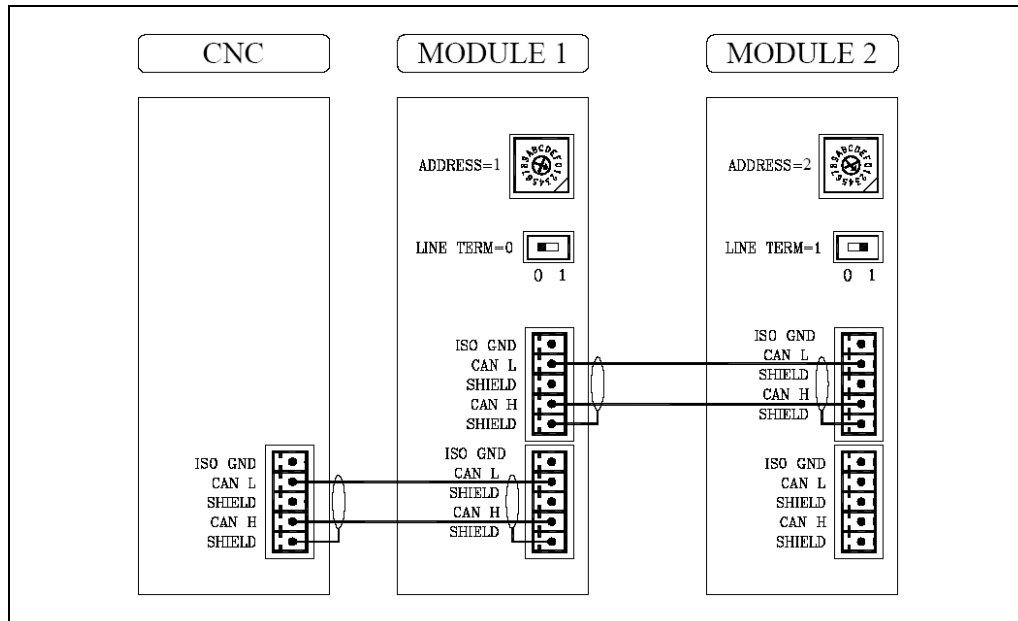 CNC
MODULE 1
MODULE 2
ADDRESS=1
ADDRESS=2
LINE TERM=0
0 1
LINE TERM=1
0 1
ISO GND
CAN L
SHIELD
CAN H
SHIELD
ISO GND
CAN L
SHIELD
CAN H
SHIELD
ISO GND
CAN L
SHIELD
CAN H
SHIELD
ISO GND
CAN L
SHIELD
CAN H
SHIELD
ISO GND
CAN L
SHIELD
CAN H
SHIELD